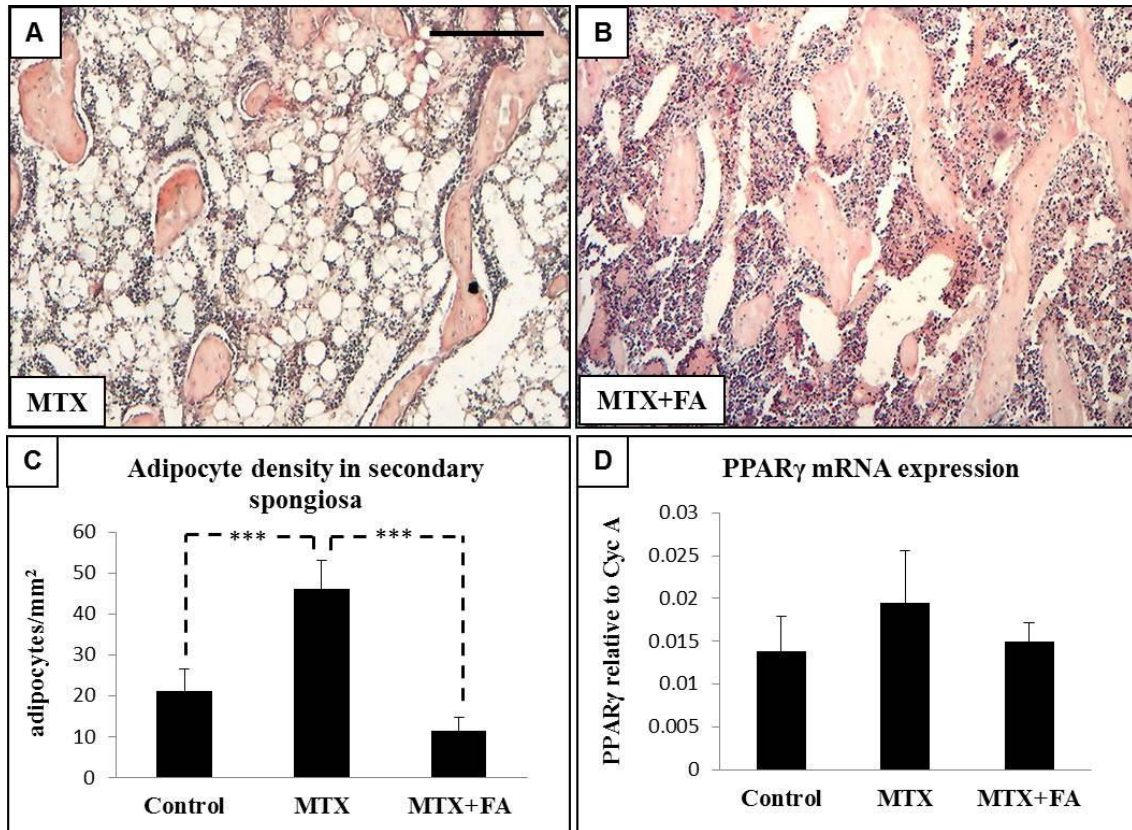 A
MTX
B
MTX+FA
C
Adipocyte density in secondary
spongiosa
adipocytes/mm²
60
50
40
30
20
10
0
***
***
Control
MTX
MTX+FA
D
PPARγ mRNA expression
PPARγ relative to Cyc A
0.03
0.025
0.02
0.015
0.01
0.005
0
Control
MTX
MTX+FA